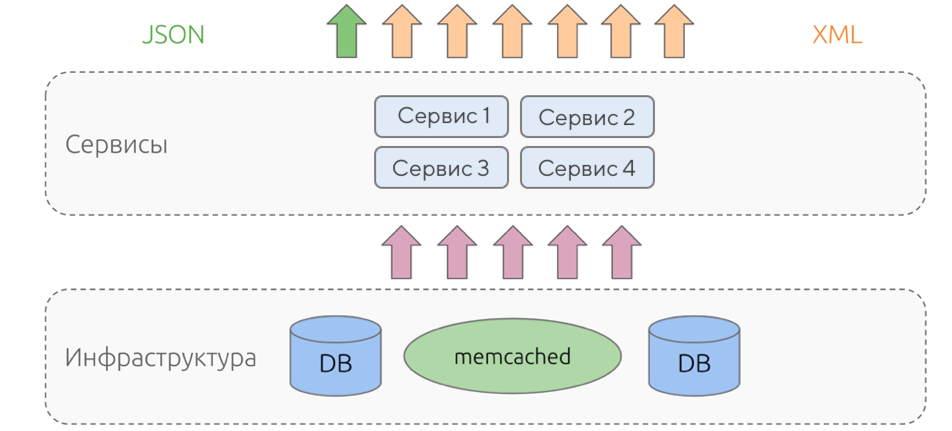 JSON
XML
Сервисы
Сервис 1
Сервис 2
Сервис 3
Сервис 4
Инфраструктура
DB
memcached
DB